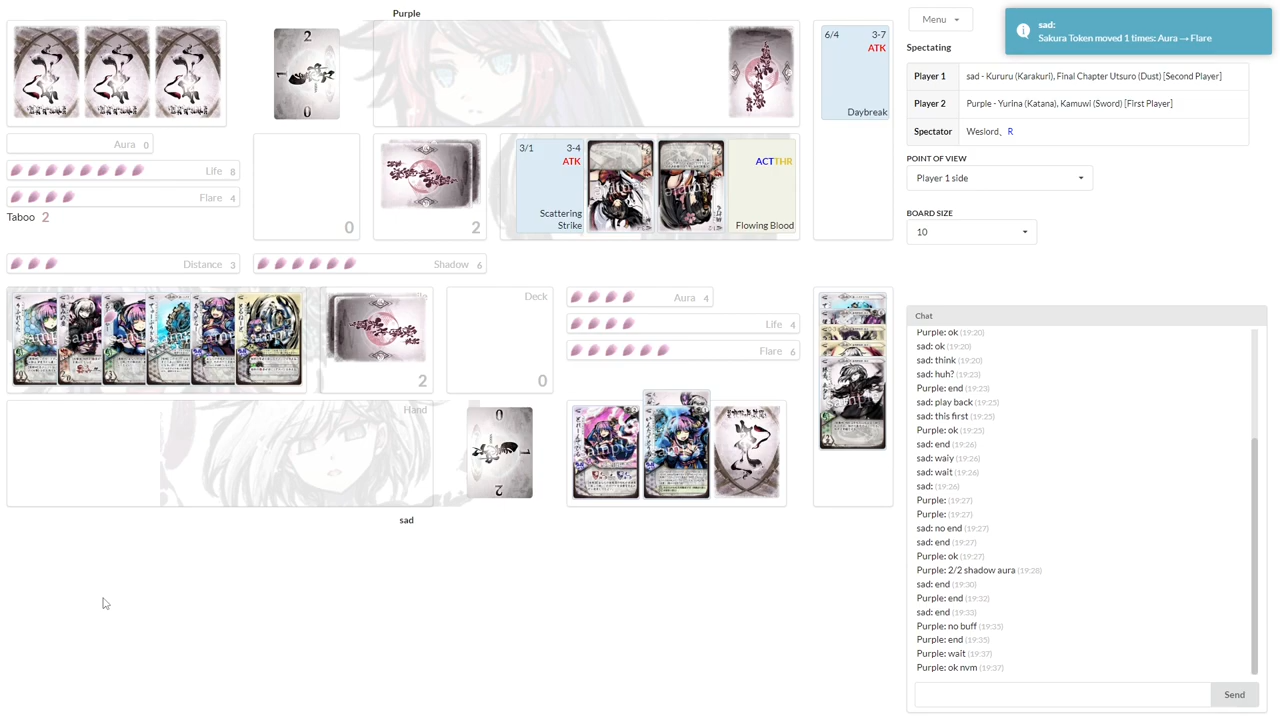 Purple
Menu
sad:
Sakura Token moved 1 times: Aura → Flare
Spectating
Player 1
sad - Kururu (Karakuri), Final Chapter Utsuro (Dust) [Second Player]
Player 2
Purple - Yurina (Katana), Kamuwi (Sword) [First Player]
Spectator
Weslord、R
POINT OF VIEW
Player 1 side
BOARD SIZE
10
2
0
6/4 3-7
ATK
Daybreak
Aura 0
Life 8
Flare 4
Taboo 2
0
2
3/1 3-4
ATK
Scattering
Strike
ACTTHR
Flowing Blood
Distance 3
Shadow 6
2
Deck
0
Aura 4
Life 4
Flare 6
Hand
0
2
sad
Chat
Purple: ok (19:20)
sad: ok (19:20)
sad: think (19:20)
sad: huh? (19:23)
Purple: end (19:23)
sad: play back (19:25)
sad: this first (19:25)
Purple: ok (19:25)
sad: end (19:26)
sad: waiy (19:26)
sad: wait (19:26)
sad: (19:26)
Purple: (19:27)
Purple: (19:27)
sad: no end (19:27)
sad: end (19:27)
Purple: ok (19:27)
Purple: 2/2 shadow aura (19:28)
sad: end (19:30)
Purple: end (19:32)
sad: end (19:33)
Purple: no buff (19:35)
Purple: end (19:35)
Purple: wait (19:37)
Purple: ok nvm (19:37)
Send